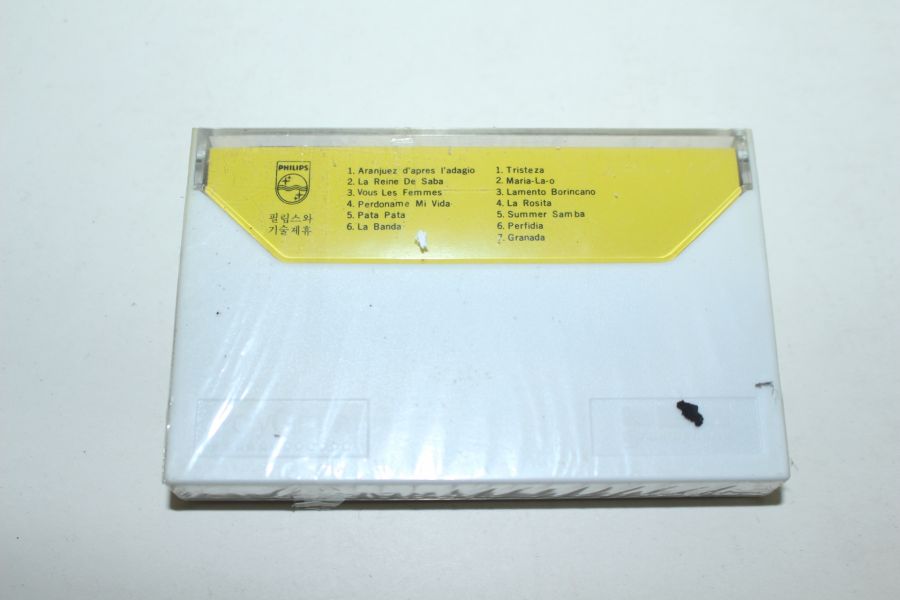 PHILIPS
필립스와
기술제휴
1. Aranjuez d'apres l'adagio
2. La Reine De Saba
3. Vous Les Femmes
4. Perdoname Mi Vida
5. Pata Pata
6. La Banda
1. Tristeza
2. Maria-La-o
3. Lamento Borincano
4. La Rosita
5. Summer Samba
6. Perfidia
7. Granada